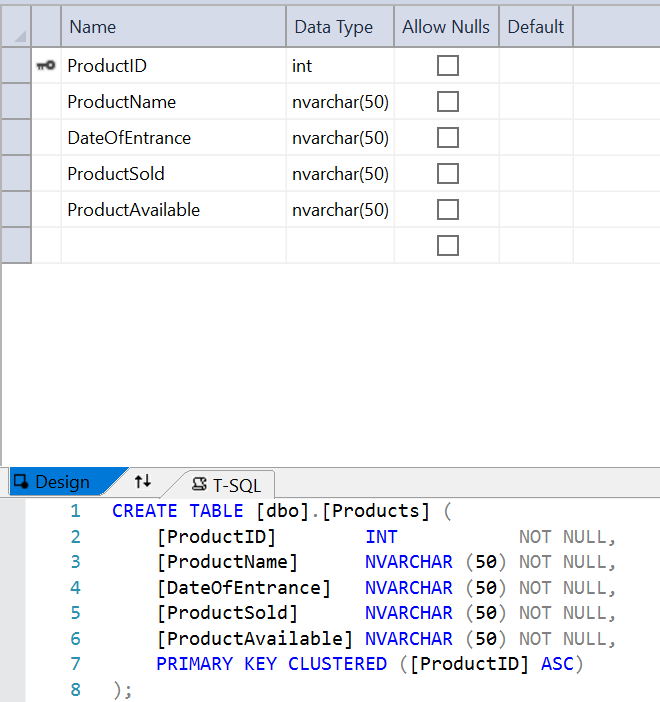 Name Data Type Allow Nulls Default
ProductID int
ProductName nvarchar(50)
DateOfEntrance nvarchar(50)
ProductSold nvarchar(50)
ProductAvailable nvarchar(50)
Design T-SQL
1 CREATE TABLE [dbo].[Products] (
2 [ProductID] INT NOT NULL,
3 [ProductName] NVARCHAR (50) NOT NULL,
4 [DateOfEntrance] NVARCHAR (50) NOT NULL,
5 [ProductSold] NVARCHAR (50) NOT NULL,
6 [ProductAvailable] NVARCHAR (50) NOT NULL,
7 PRIMARY KEY CLUSTERED ([ProductID] ASC)
8 );